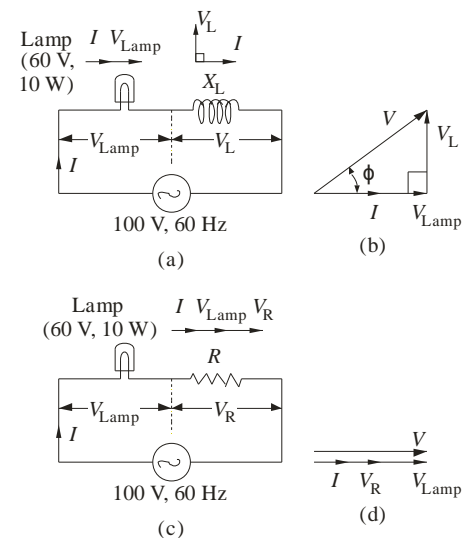 Lamp
(60 V,
10 W)
I V_Lamp
V_L
I
X_L
V_Lamp
V_L
I
100 V, 60 Hz
(a)
V
V_L
ϕ
I
V_Lamp
(b)
Lamp
(60 V, 10 W)
I V_Lamp V_R
R
V_Lamp
V_R
I
100 V, 60 Hz
(c)
V
I V_R V_Lamp
(d)